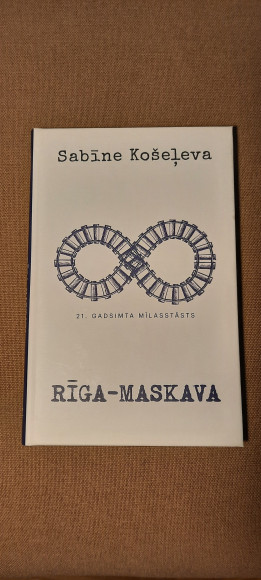 Sabīne Košeļeva
21. GADSIMTA MĪLASSTĀSTS
RĪGA-MASKAVA